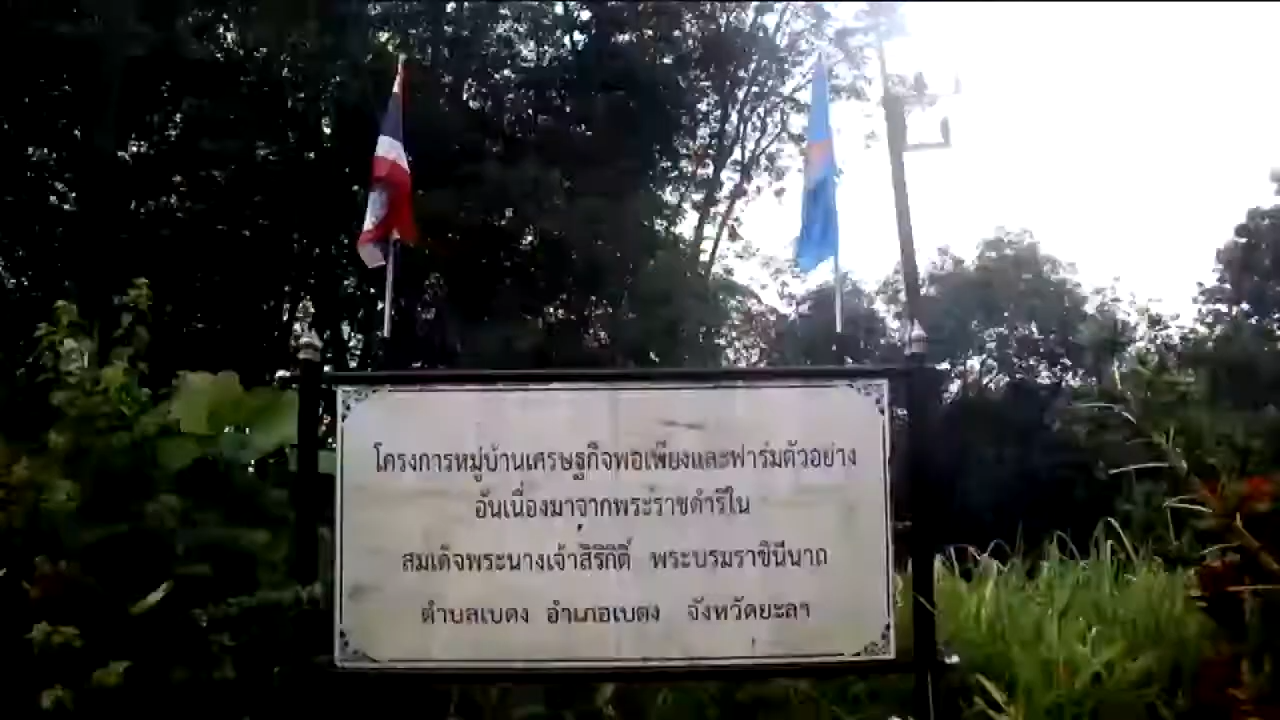 โครงการหมู่บ้านเศรษฐกิจพอเพียงและฟาร์มตัวอย่าง
อันเนื่องมาจากพระราชดำริใน
สมเด็จพระนางเจ้าสิริกิติ์ พระบรมราชินีนาถ
ตำบลเบตง อำเภอเบตง จังหวัดยะลา